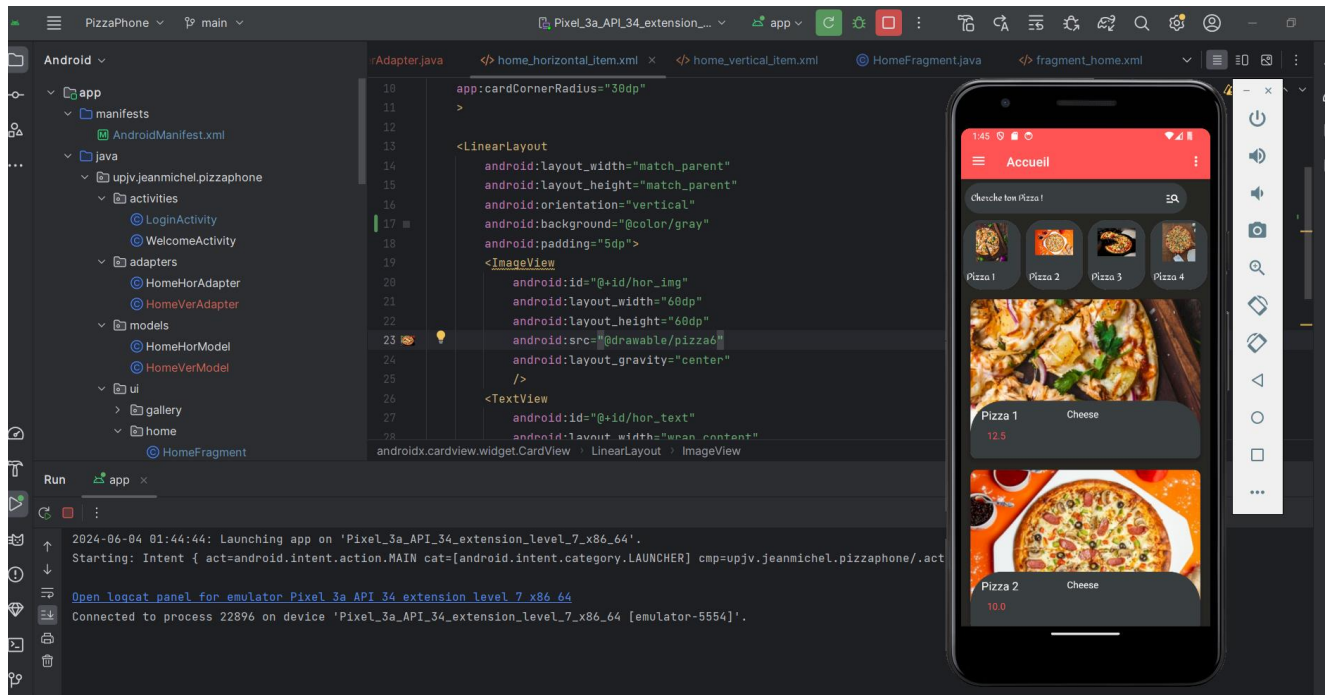 PizzaPhone main Pixel_3a_API_34_extension_... app
Android
rAdapter.java home_horizontal_item.xml home_vertical_item.xml HomeFragment.java fragment_home.xml
app
manifests
AndroidManifest.xml
java
upjv.jeanmichel.pizzaphone
activities
LoginActivity
WelcomeActivity
adapters
HomeHorAdapter
HomeVerAdapter
models
HomeHorModel
HomeVerModel
ui
gallery
home
HomeFragment
10 app:cardCornerRadius="30dp"
11 >
12
13 <LinearLayout
14 android:layout_width="match_parent"
15 android:layout_height="match_parent"
16 android:orientation="vertical"
17 android:background="@color/gray"
18 android:padding="5dp">
19 <ImageView
20 android:id="@+id/hor_img"
21 android:layout_width="60dp"
22 android:layout_height="60dp"
23 android:src="@drawable/pizza6"
24 android:layout_gravity="center"
25 />
26 <TextView
27 android:id="@+id/hor_text"
28 android:layout_width="wrap_content"
androidx.cardview.widget.CardView LinearLayout ImageView
Run app
2024-06-04 01:44:44: Launching app on 'Pixel_3a_API_34_extension_level_7_x86_64'.
Starting: Intent { act=android.intent.action.MAIN cat=[android.intent.category.LAUNCHER] cmp=upjv.jeanmichel.pizzaphone/.act
Open logcat panel for emulator Pixel 3a API 34 extension level 7 x86 64
Connected to process 22896 on device 'Pixel_3a_API_34_extension_level_7_x86_64 [emulator-5554]'.
1:45
Accueil
Cherche ton Pizza !
Pizza 1 Pizza 2 Pizza 3 Pizza 4
Pizza 1 Cheese
12.5
Pizza 2 Cheese
10.0